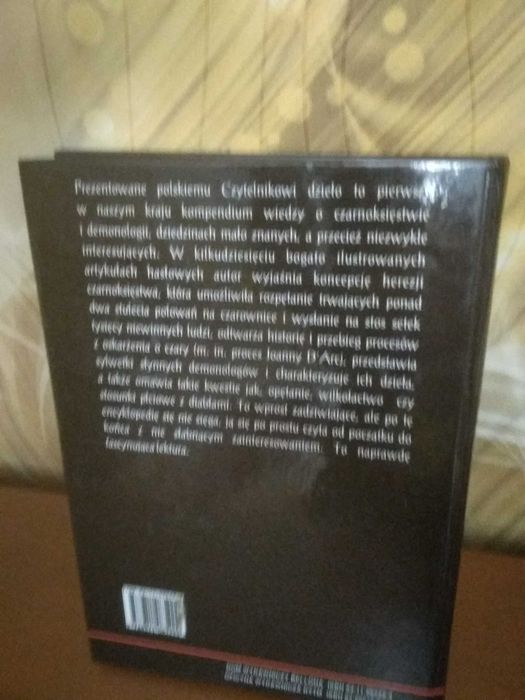 Prezentowane polskiemu Czytelnikowi dzieło to pierwsze
w naszym kraju kompendium wiedzy o czarnoksięstwie
i demonologii, dziedzinach mało znanych, a przecież niezwykle
interesujących. W kilkudziesięciu bogato ilustrowanych
artykułach hasłowych autor wyjaśnia koncepcję herezji
czarnoksięstwa, która umożliwiła rozpętanie trwających ponad
dwa stulecia polowań na czarownice i wysłanie na stos setek
tysięcy niewinnych ludzi, odtwarza historię i przebieg procesów
z oskarżenia o czary (m. in. proces Joanny D'Arc), przedstawia
sylwetki słynnych demonologów i charakteryzuje ich dzieła,
a także omawia takie kwestie jak, opętanie, wilkołactwo czy
stosunki płciowe z diabłami. To wprost zadziwiające, ale po tę
encyklopedię się nie sięga, ją się po prostu czyta od początku do
końca z nie słabnącym zainteresowaniem. To naprawdę
fascynująca lektura.
DOM WYDAWNICZY BELLONA